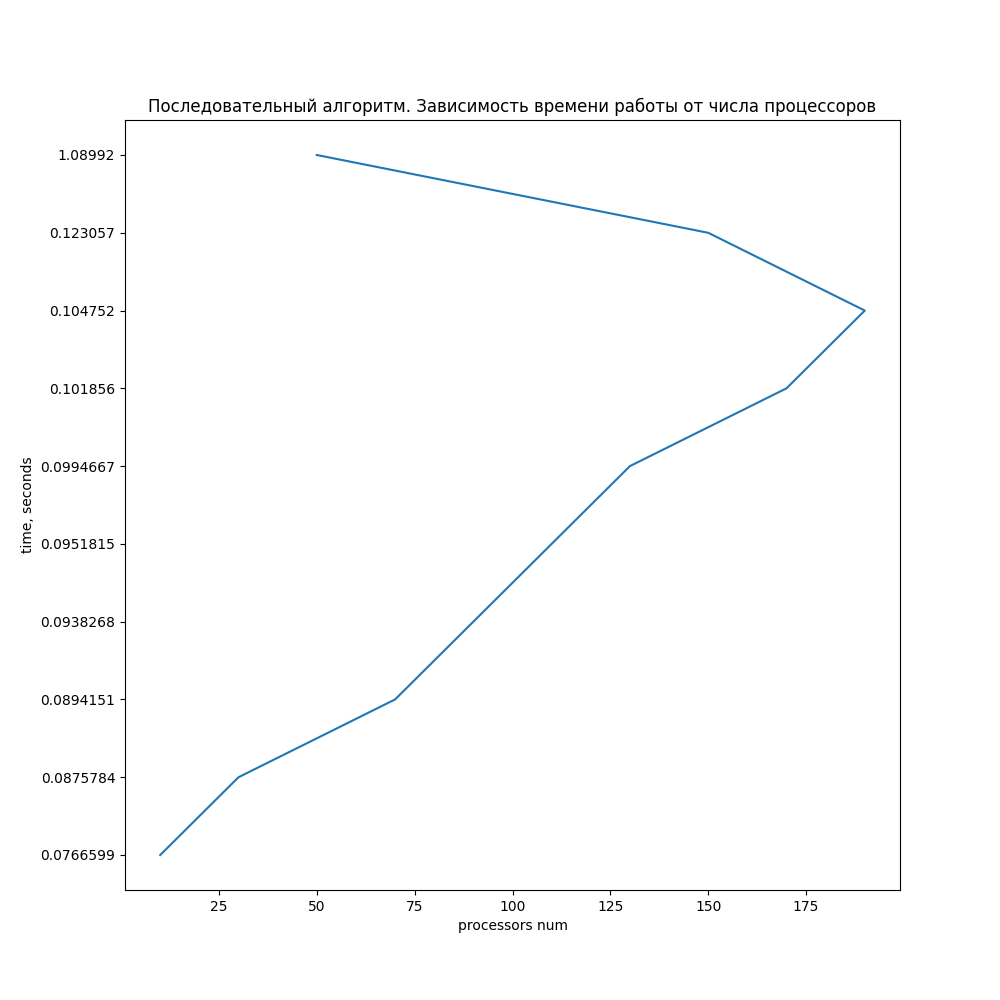 Последовательный алгоритм. Зависимость времени работы от числа процессоров
1.08992
0.123057
0.104752
0.101856
0.0994667
0.0951815
0.0938268
0.0894151
0.0875784
0.0766599
time, seconds
25 50 75 100 125 150 175
processors num